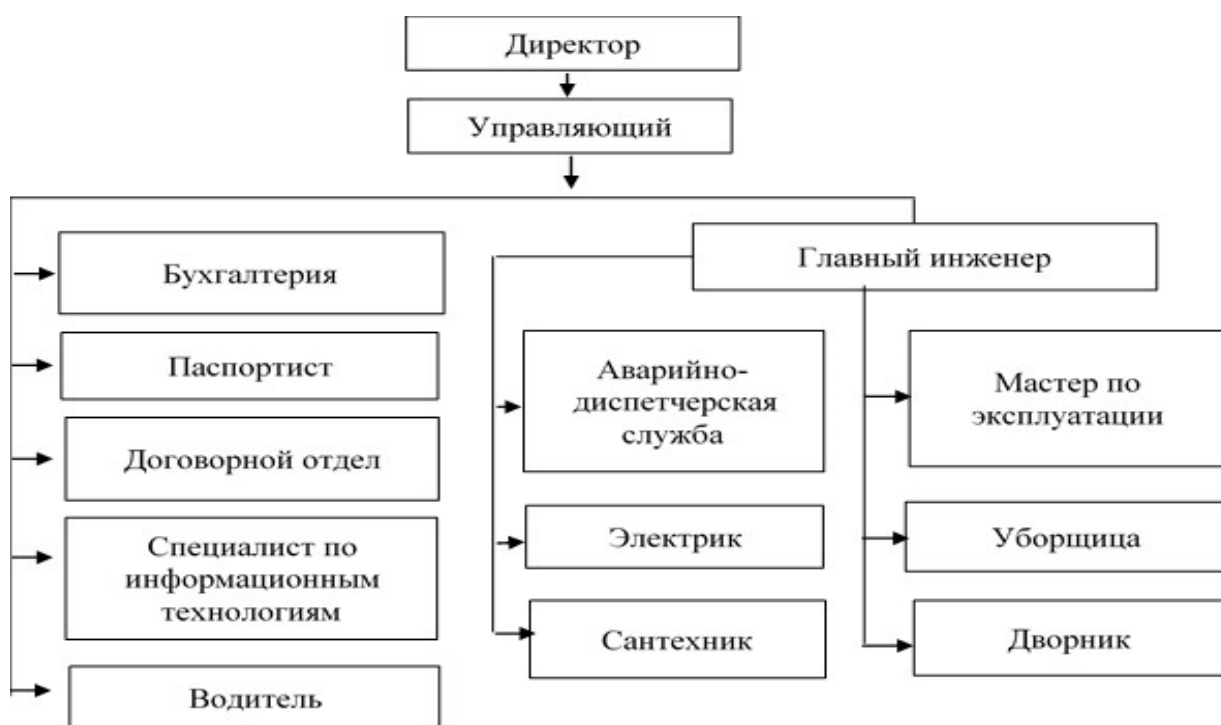 Директор
Управляющий
Главный инженер
Бухгалтерия
Паспортист
Договорной отдел
Специалист по
информационным
технологиям
Водитель
Аварийно-
диспетчерская
служба
Электрик
Сантехник
Мастер по
эксплуатации
Уборщица
Дворник